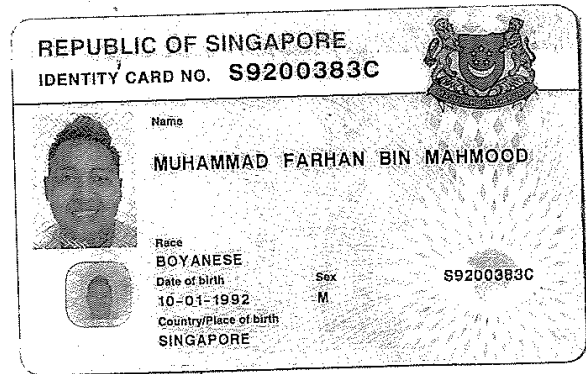 REPUBLIC OF SINGAPORE
IDENTITY CARD NO. S9200383C
Name
MUHAMMAD FARHAN BIN MAHMOOD
Race
BOYANESE
Date of birth
Sex
S9200383C
10-01-1992
M
Country/Place of birth
SINGAPORE